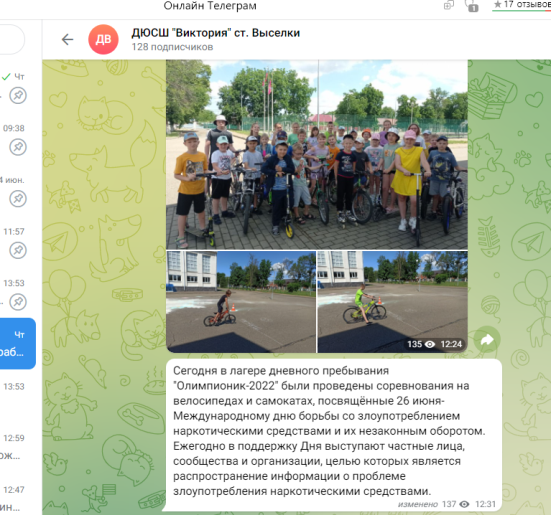 Онлайн Телеграм
17 отзывов
ДВ
ДЮСШ "Виктория" ст. Выселки
128 подписчиков
Чт
09:38
4 июн.
11:57
13:53
Чт
раб...
13:53
12:59
ож...
12:47
ин...
135 12:24
Сегодня в лагере дневного пребывания
"Олимпионик-2022" были проведены соревнования на
велосипедах и самокатах, посвящённые 26 июня-
Международному дню борьбы со злоупотреблением
наркотическими средствами и их незаконным оборотом.
Ежегодно в поддержку Дня выступают частные лица,
сообщества и организации, целью которых является
распространение информации о проблеме
злоупотребления наркотическими средствами.
изменено 137 12:31